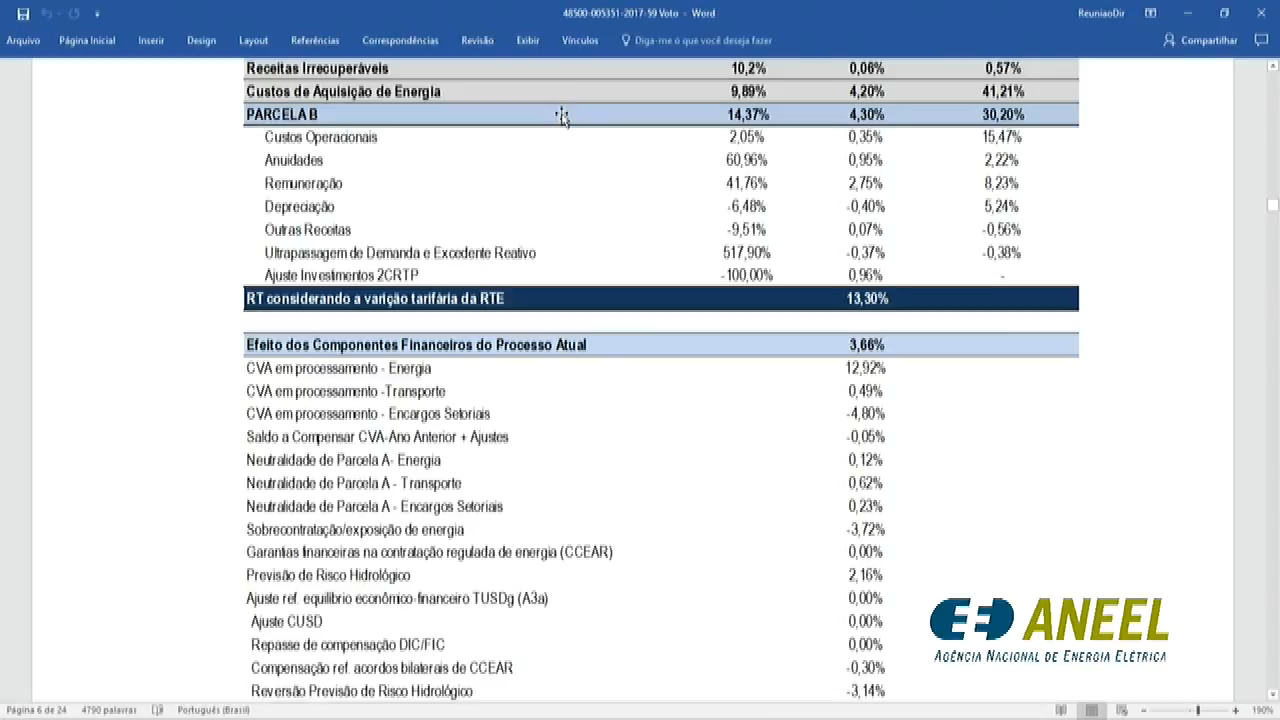 48500-005351-2017-59 Voto - Word
ReuniaoDir
Arquivo Página Inicial Inserir Design Layout Referências Correspondências Revisão Exibir Vínculos Diga-me o que você deseja fazer Compartilhar
Receitas Irrecuperáveis 10,2% 0,06% 0,57%
Custos de Aquisição de Energia 9,89% 4,20% 41,21%
PARCELA B 14,37% 4,30% 30,20%
Custos Operacionais 2,05% 0,35% 15,47%
Anuidades 60,96% 0,95% 2,22%
Remuneração 41,76% 2,75% 8,23%
Depreciação -6,48% -0,40% 5,24%
Outras Receitas -9,51% 0,07% -0,56%
Ultrapassagem de Demanda e Excedente Reativo 517,90% -0,37% -0,38%
Ajuste Investimentos 2CRTP -100,00% 0,96% -
RT considerando a varição tarifária da RTE 13,30%
Efeito dos Componentes Financeiros do Processo Atual 3,66%
CVA em processamento - Energia 12,92%
CVA em processamento -Transporte 0,49%
CVA em processamento - Encargos Setoriais -4,80%
Saldo a Compensar CVA-Ano Anterior + Ajustes -0,05%
Neutralidade de Parcela A- Energia 0,12%
Neutralidade de Parcela A - Transporte 0,62%
Neutralidade de Parcela A - Encargos Setoriais 0,23%
Sobrecontratação/exposição de energia -3,72%
Garantias financeiras na contratação regulada de energia (CCEAR) 0,00%
Previsão de Risco Hidrológico 2,16%
Ajuste ref. equilíbrio econômico-financeiro TUSDg (A3a) 0,00%
Ajuste CUSD 0,00%
Repasse de compensação DIC/FIC 0,00%
Compensação ref. acordos bilaterais de CCEAR -0,30%
Reversão Previsão de Risco Hidrológico -3,14%
ANEEL
AGÊNCIA NACIONAL DE ENERGIA ELÉTRICA
Página 6 de 24 4790 palavras Português (Brasil) 190%